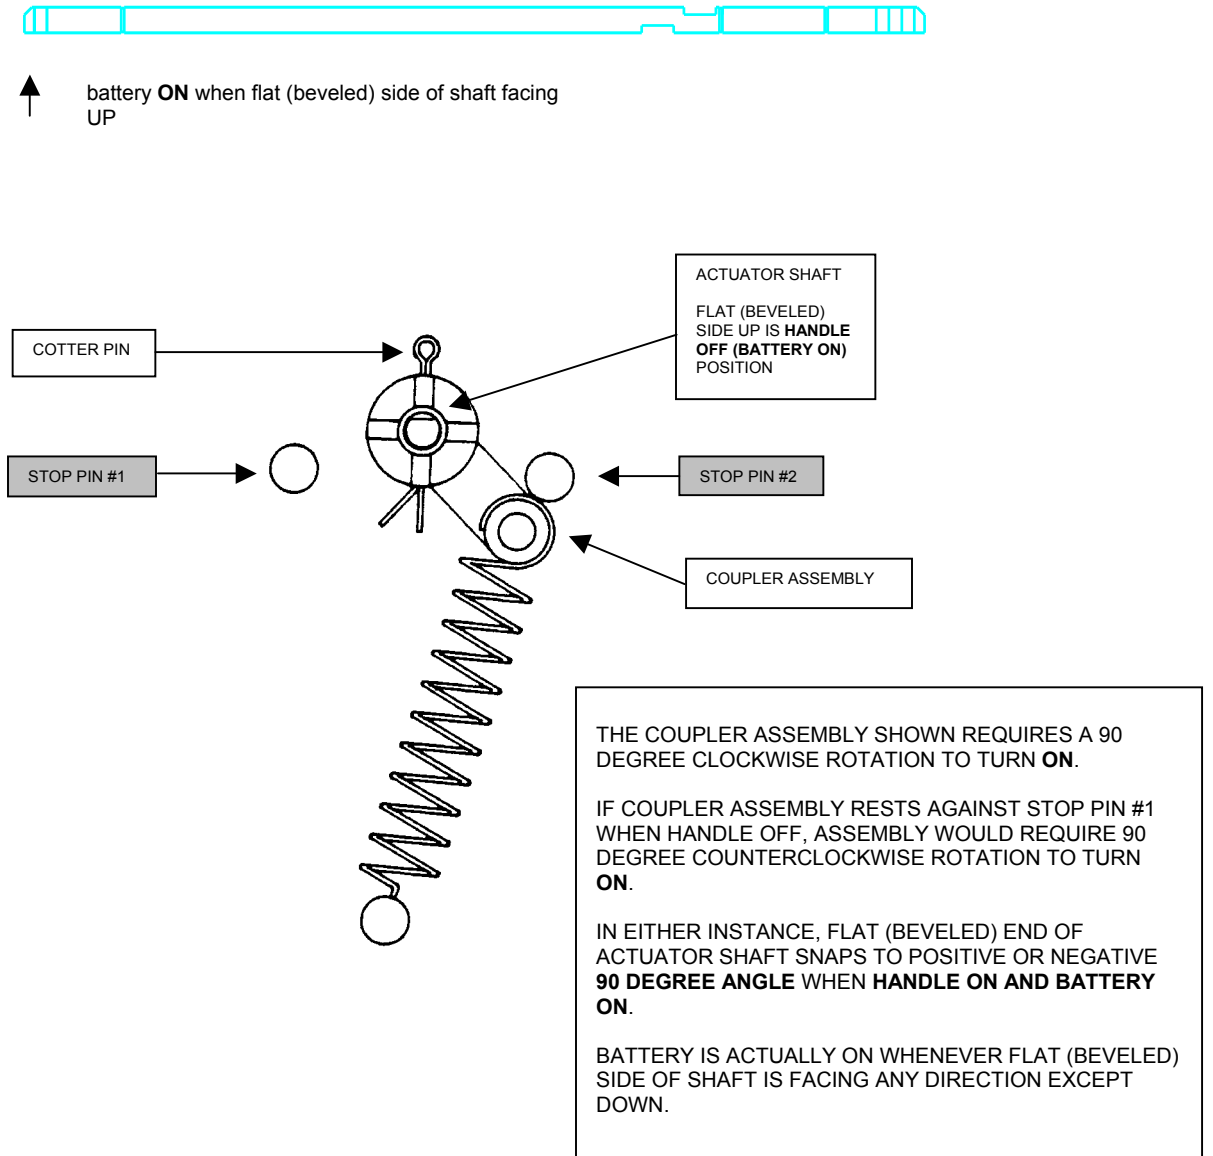 battery ON when flat (beveled) side of shaft facing
UP
ACTUATOR SHAFT
FLAT (BEVELED)
SIDE UP IS HANDLE
OFF (BATTERY ON)
POSITION
COTTER PIN
STOP PIN #1
STOP PIN #2
COUPLER ASSEMBLY
THE COUPLER ASSEMBLY SHOWN REQUIRES A 90
DEGREE CLOCKWISE ROTATION TO TURN ON.
IF COUPLER ASSEMBLY RESTS AGAINST STOP PIN #1
WHEN HANDLE OFF, ASSEMBLY WOULD REQUIRE 90
DEGREE COUNTERCLOCKWISE ROTATION TO TURN
ON.
IN EITHER INSTANCE, FLAT (BEVELED) END OF
ACTUATOR SHAFT SNAPS TO POSITIVE OR NEGATIVE
90 DEGREE ANGLE WHEN HANDLE ON AND BATTERY
ON.
BATTERY IS ACTUALLY ON WHENEVER FLAT (BEVELED)
SIDE OF SHAFT IS FACING ANY DIRECTION EXCEPT
DOWN.